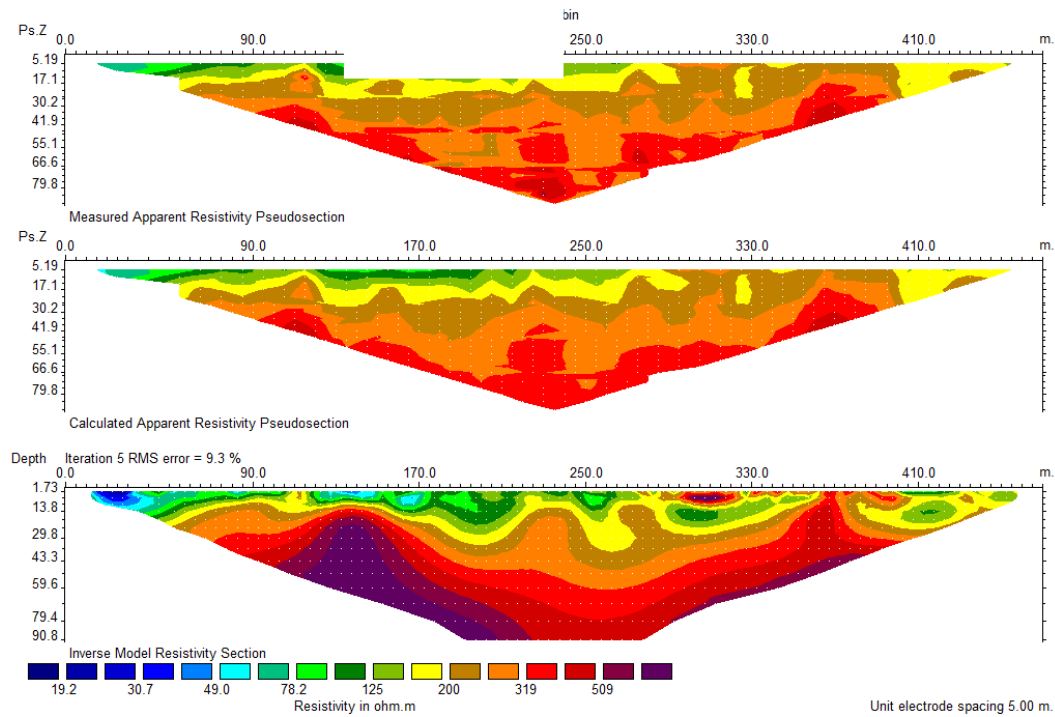 bin
Ps.Z 0.0 90.0 250.0 330.0 410.0 m.
5.19
17.1
30.2
41.9
55.1
66.6
79.8
Measured Apparent Resistivity Pseudosection
Ps.Z 0.0 90.0 170.0 250.0 330.0 410.0 m.
5.19
17.1
30.2
41.9
55.1
66.6
79.8
Calculated Apparent Resistivity Pseudosection
Depth Iteration 5 RMS error = 9.3 %
0.0 90.0 170.0 250.0 330.0 410.0 m.
1.73
13.8
29.8
43.3
59.6
79.4
90.8
Inverse Model Resistivity Section
19.2 30.7 49.0 78.2 125 200 319 509
Resistivity in ohm.m Unit electrode spacing 5.00 m.